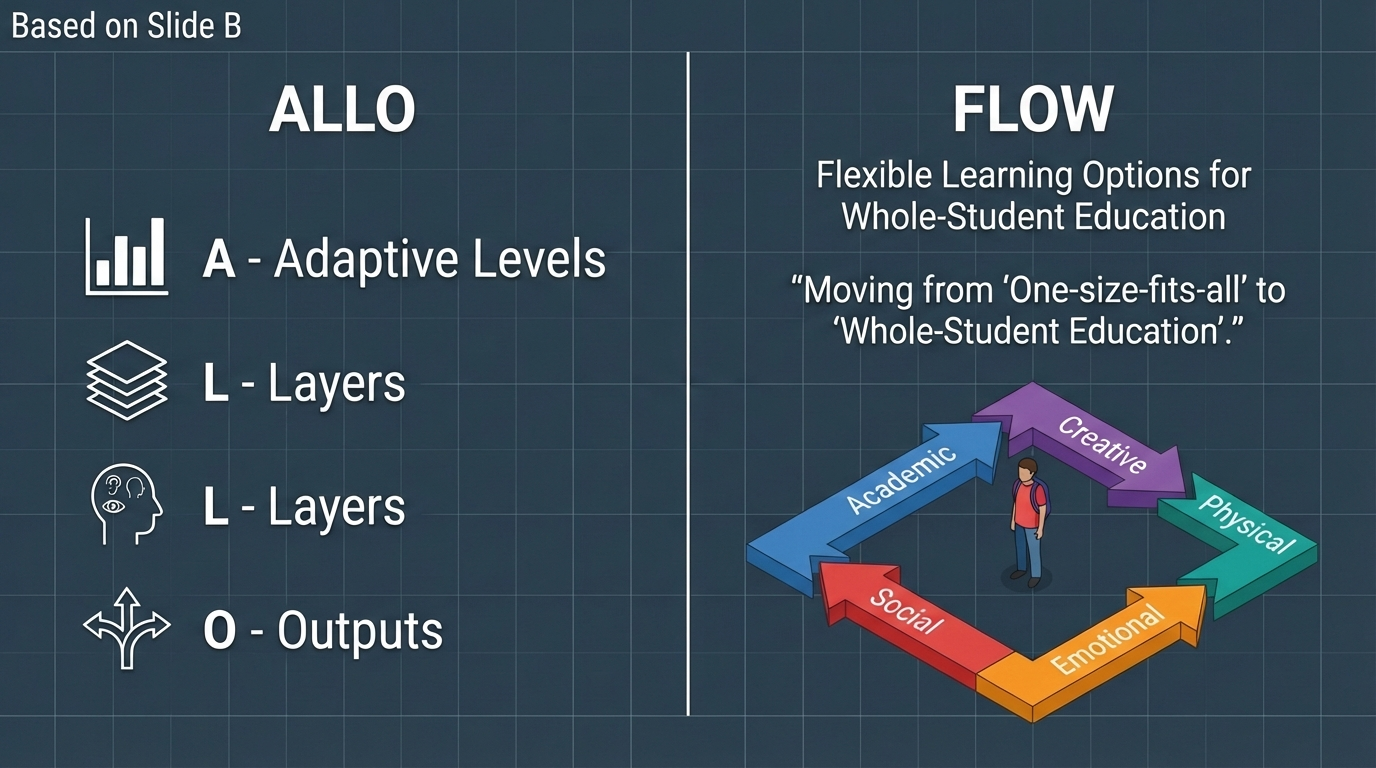 Based on Slide B
ALLO
A - Adaptive Levels
L - Layers
L - Layers
O - Outputs
FLOW
Flexible Learning Options for
Whole-Student Education
“Moving from ‘One-size-fits-all’ to
‘Whole-Student Education’.”
Academic
Creative
Physical
Social
Emotional